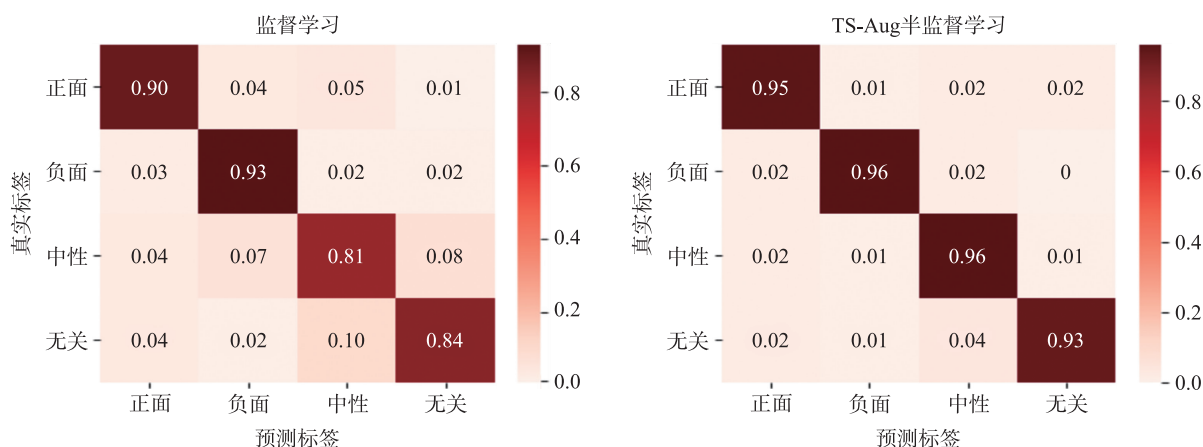 监督学习
正面 0.90 0.04 0.05 0.01
负面 0.03 0.93 0.02 0.02
中性 0.04 0.07 0.81 0.08
无关 0.04 0.02 0.10 0.84
正面 负面 中性 无关
预测标签
真实标签
0.8
0.6
0.4
0.2
0.0
TS-Aug半监督学习
正面 0.95 0.01 0.02 0.02
负面 0.02 0.96 0.02 0
中性 0.02 0.01 0.96 0.01
无关 0.02 0.01 0.04 0.93
正面 负面 中性 无关
预测标签
真实标签
0.8
0.6
0.4
0.2
0.0